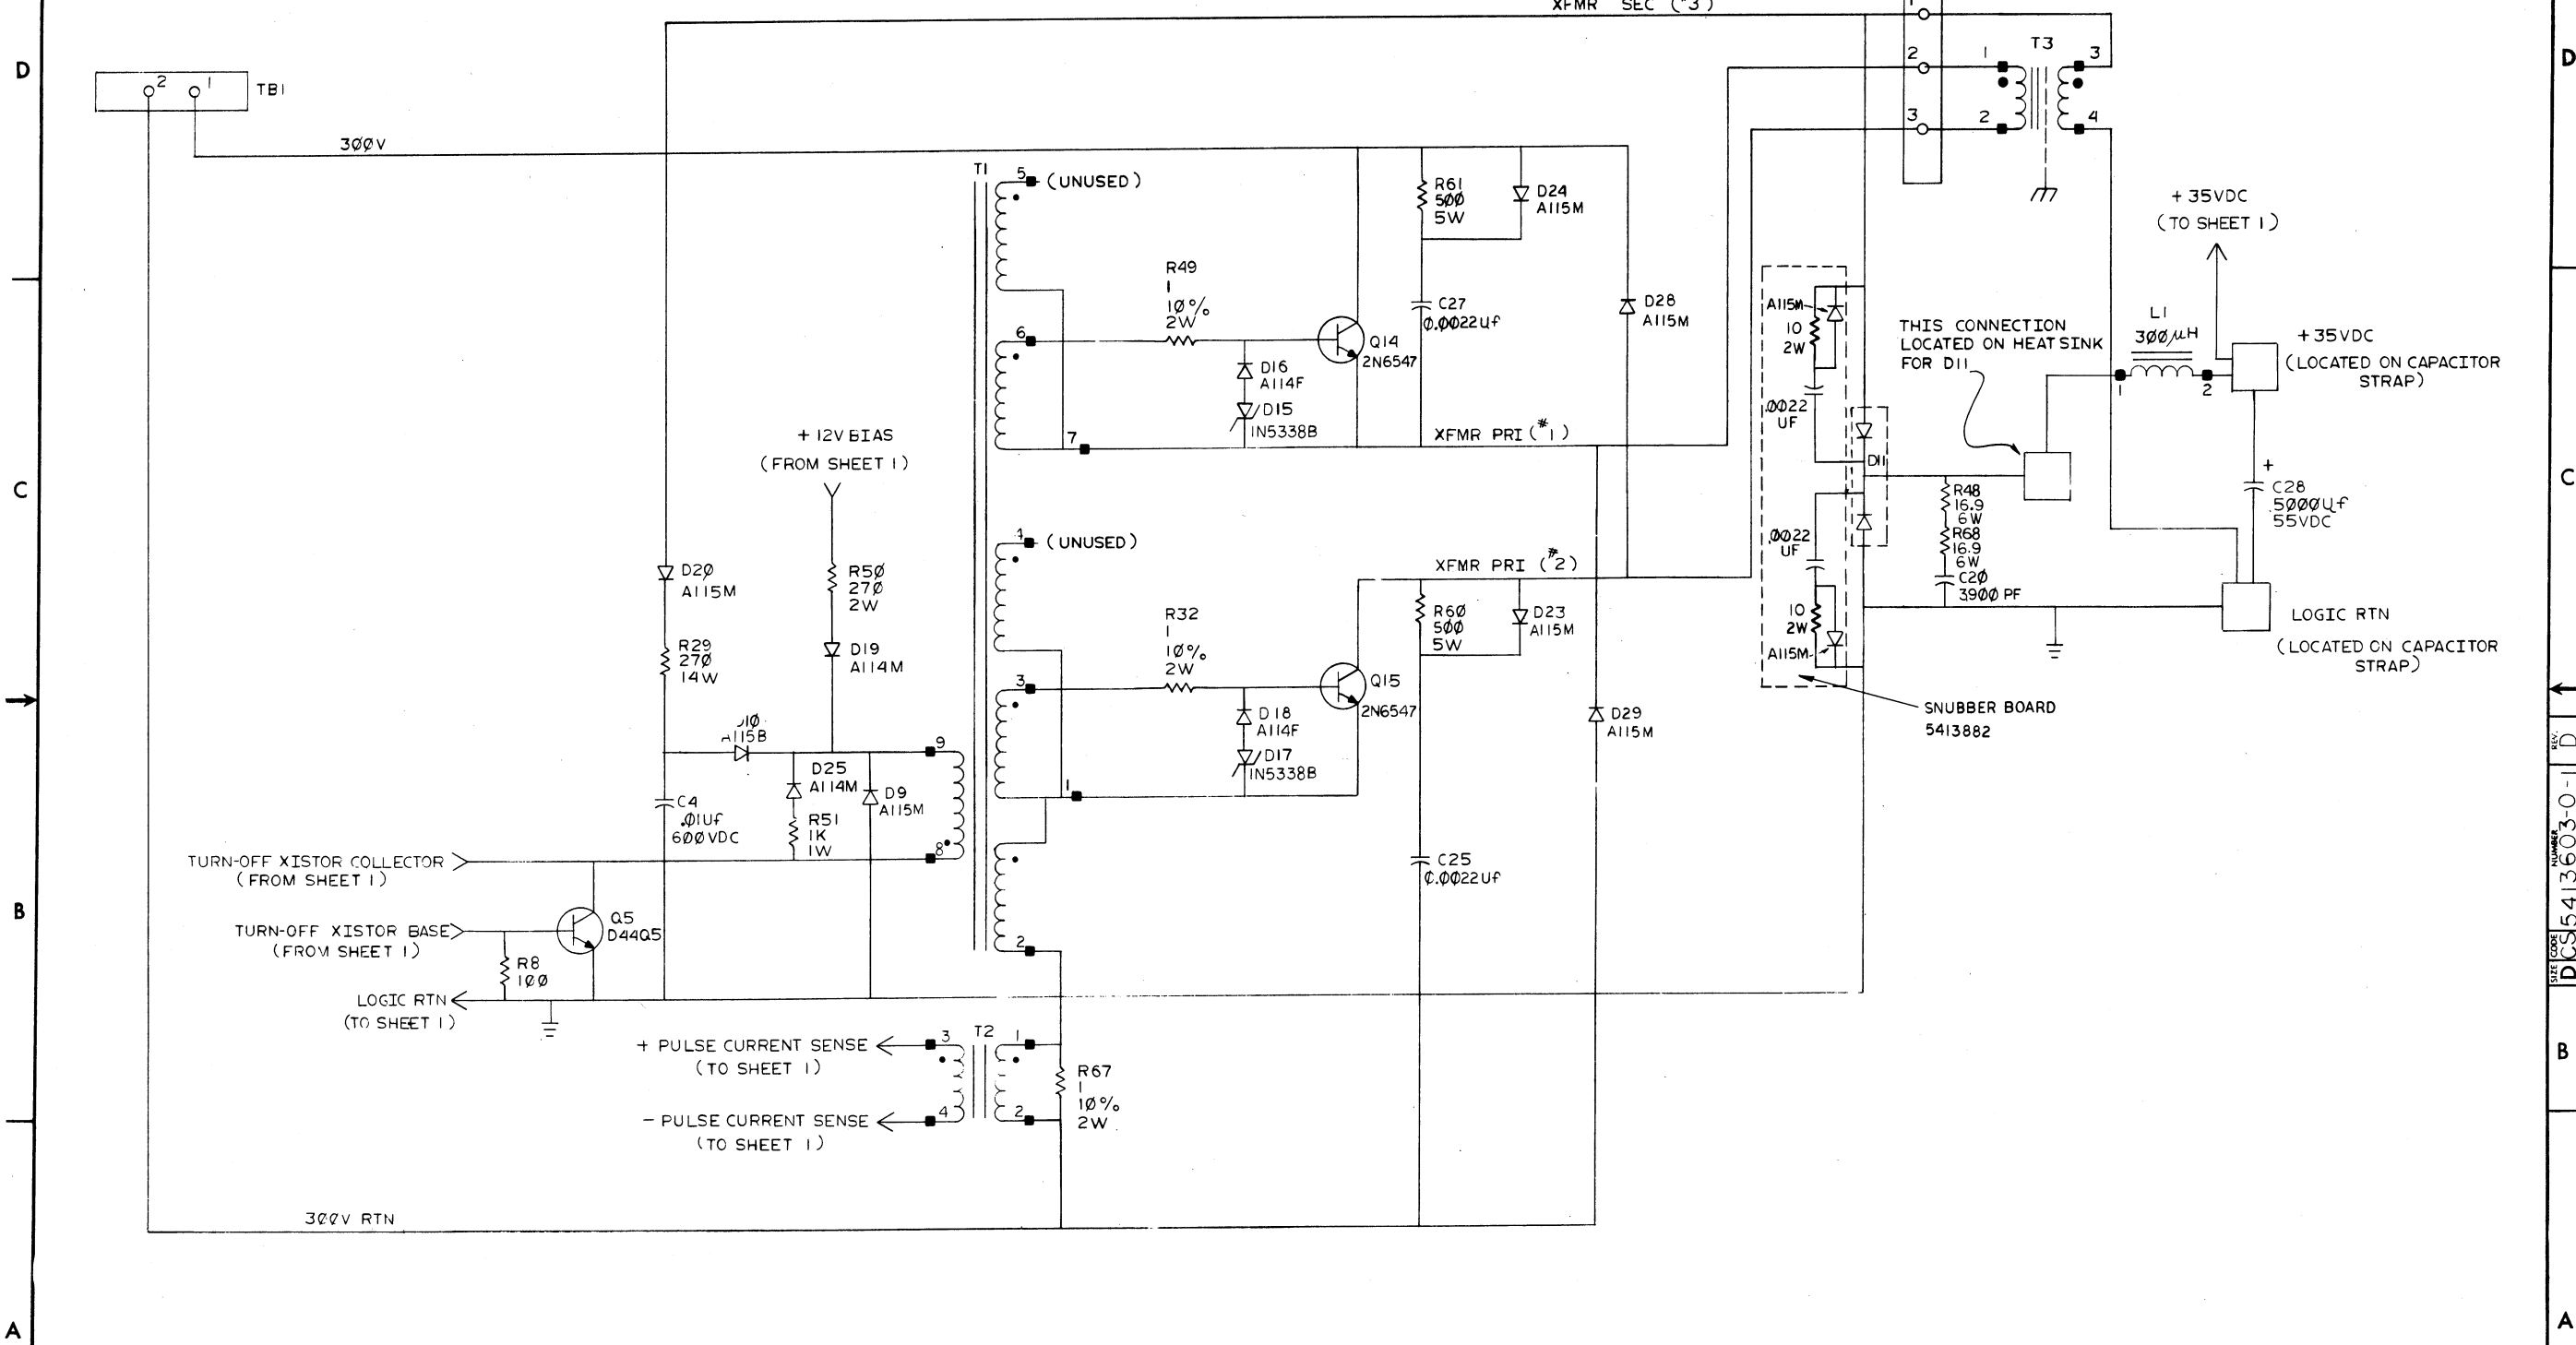 XFMR SEC (#3)
1
D
D
2
1
TB1
2
1
T3
3
3
2
4
300V
T1
5
(UNUSED)
R61
500
5W
D24
A115M
+35VDC
(TO SHEET 1)
R49
1
10%
2W
6
C27
0.0022Uf
Q14
2N6547
D28
A115M
D16
A114F
D15
1N5338B
7
XFMR PRI (#1)
A115M
10
2W
.0022
UF
D11
THIS CONNECTION
LOCATED ON HEATSINK
FOR D11
L1
300µH
1
2
+35VDC
(LOCATED ON CAPACITOR
STRAP)
C
C
+12V BIAS
(FROM SHEET 1)
R48
16.9
6W
R68
16.9
6W
C20
3900 PF
+
C28
5000Uf
55VDC
(UNUSED)
.0022
UF
10
2W
A115M
XFMR PRI (#2)
D20
A115M
R50
270
2W
R29
270
14W
D19
A114M
R32
1
10%
2W
3
R60
500
5W
D23
A115M
LOGIC RTN
(LOCATED ON CAPACITOR
STRAP)
Q15
2N6547
D18
A114F
D17
1N5338B
D29
A115M
SNUBBER BOARD
5413882
A115B
9
D25
A114M
D9
A115M
R51
1K
1W
C4
.01Uf
600VDC
8
1
TURN-OFF XISTOR COLLECTOR
(FROM SHEET 1)
C25
0.0022Uf
B
TURN-OFF XISTOR BASE
(FROM SHEET 1)
Q5
D44Q5
R8
100
2
LOGIC RTN
(TO SHEET 1)
+ PULSE CURRENT SENSE
(TO SHEET 1)
3
T2
1
R67
1
10%
2W
B
- PULSE CURRENT SENSE
(TO SHEET 1)
4
2
300V RTN
A
A
SIZE
D
CODE
CS
NUMBER
5413603-0-1
REV.
D